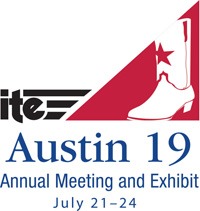 ite
Austin 19
Annual Meeting and Exhibit
July 21–24